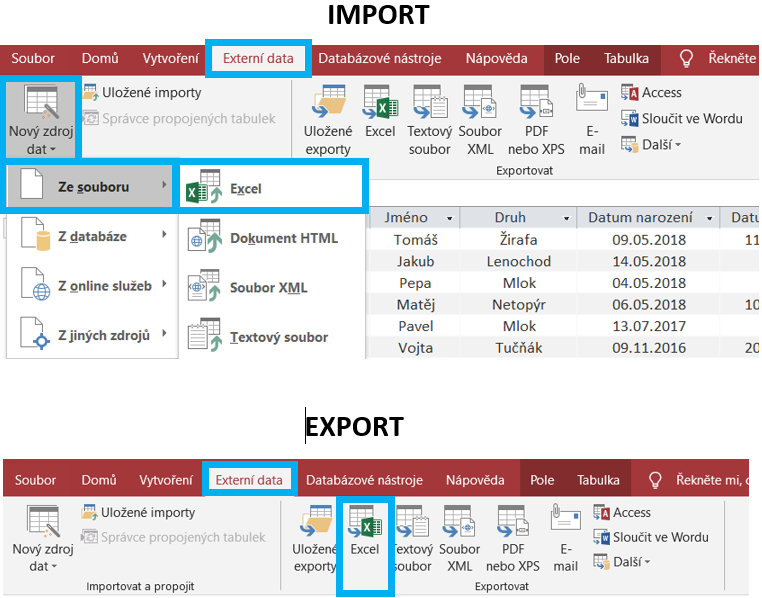 IMPORT
Soubor Domů Vytvoření Externí data Databázové nástroje Nápověda Pole Tabulka Řekněte
Nový zdroj dat
Uložené importy
Správce propojených tabulek
Uložené exporty
Excel
Textový soubor
Soubor XML
PDF nebo XPS
E-mail
Access
Sloučit ve Wordu
Další
Exportovat
Ze souboru
Z databáze
Z online služeb
Z jiných zdrojů
Excel
Dokument HTML
Soubor XML
Textový soubor
Jméno Druh Datum narození Datu
Tomáš Žirafa 09.05.2018 11
Jakub Lenochod 14.05.2018
Pepa Mlok 04.05.2018
Matěj Netopýr 06.05.2018 10
Pavel Mlok 13.07.2017
Vojta Tučňák 09.11.2016 20
EXPORT
Soubor Domů Vytvoření Externí data Databázové nástroje Nápověda Pole Tabulka Řekněte mi,
Nový zdroj dat
Uložené importy
Správce propojených tabulek
Importovat a propojit
Uložené exporty
Excel
Textový soubor
Soubor XML
PDF nebo XPS
E-mail
Access
Sloučit ve Wordu
Další
Exportovat